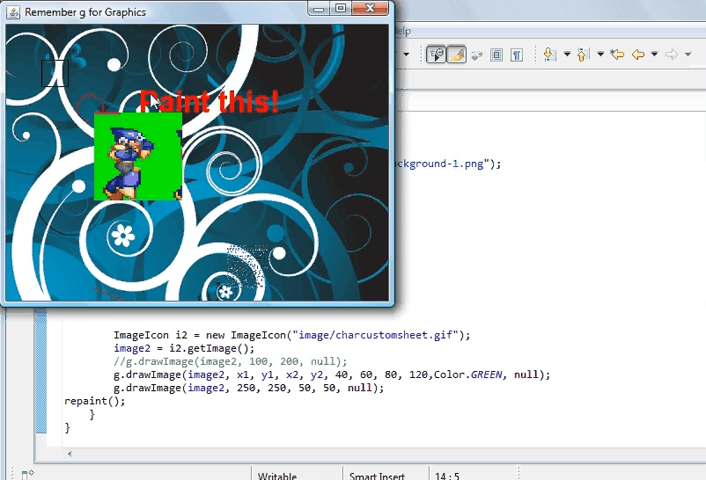 Remember g for Graphics
elp
Paint this!
ackground-1.png");
ImageIcon i2 = new ImageIcon("image/charcustomsheet.gif");
image2 = i2.getImage();
//g.drawImage(image2, 100, 200, null);
g.drawImage(image2, x1, y1, x2, y2, 40, 60, 80, 120,Color.GREEN, null);
g.drawImage(image2, 250, 250, 50, 50, null);
repaint();
}
}
Writable Smart Insert 14 : 5